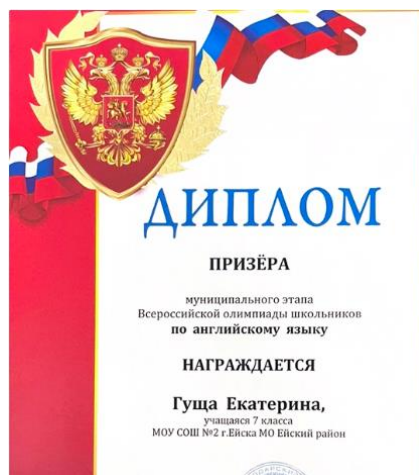 ДИПЛОМ
ПРИЗЁРА
муниципального этапа
Всероссийской олимпиады школьников
по английскому языку
НАГРАЖДАЕТСЯ
Гуща Екатерина,
учащаяся 7 класса
МОУ СОШ №2 г.Ейска МО Ейский район